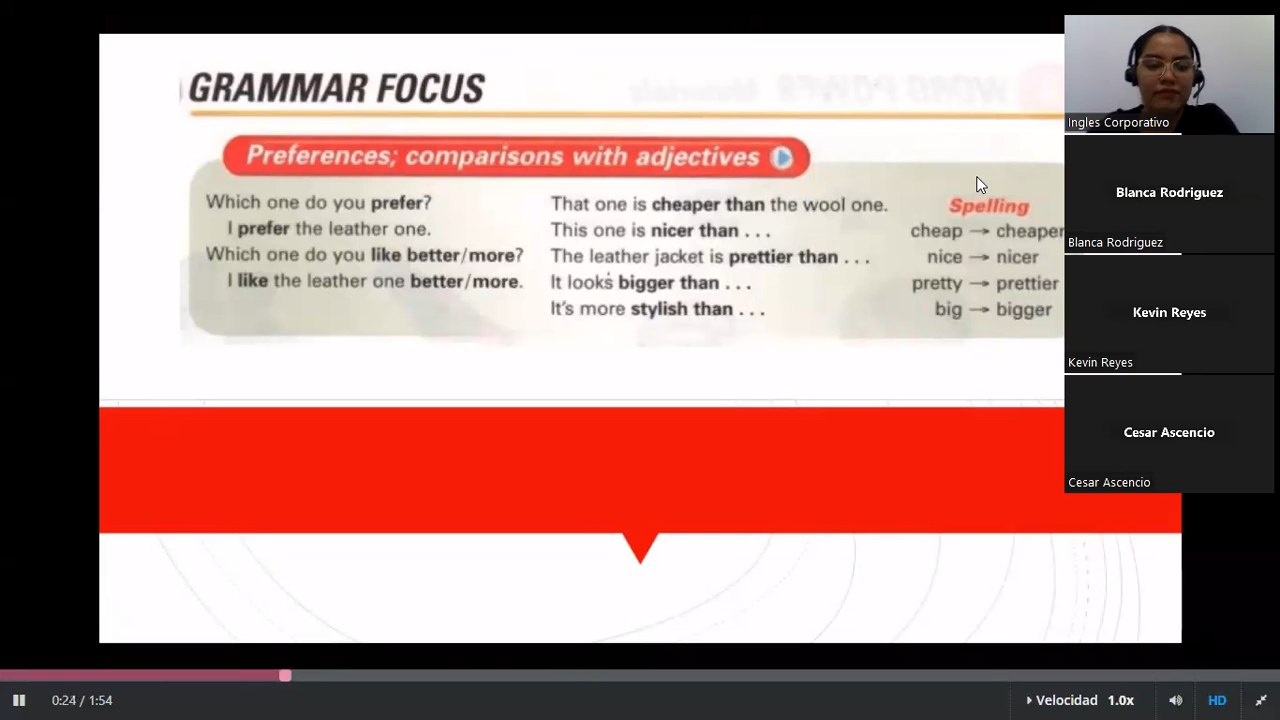 GRAMMAR FOCUS
Preferences; comparisons with adjectives
Which one do you prefer?
I prefer the leather one.
Which one do you like better/more?
I like the leather one better/more.
That one is cheaper than the wool one.
This one is nicer than . . .
The leather jacket is prettier than . . .
It looks bigger than . . .
It's more stylish than . . .
Spelling
cheap → cheaper
nice → nicer
pretty → prettier
big → bigger
Ingles Corporativo
Blanca Rodriguez
Blanca Rodriguez
Kevin Reyes
Kevin Reyes
Cesar Ascencio
Cesar Ascencio
0:24 / 1:54
Velocidad 1.0x
HD